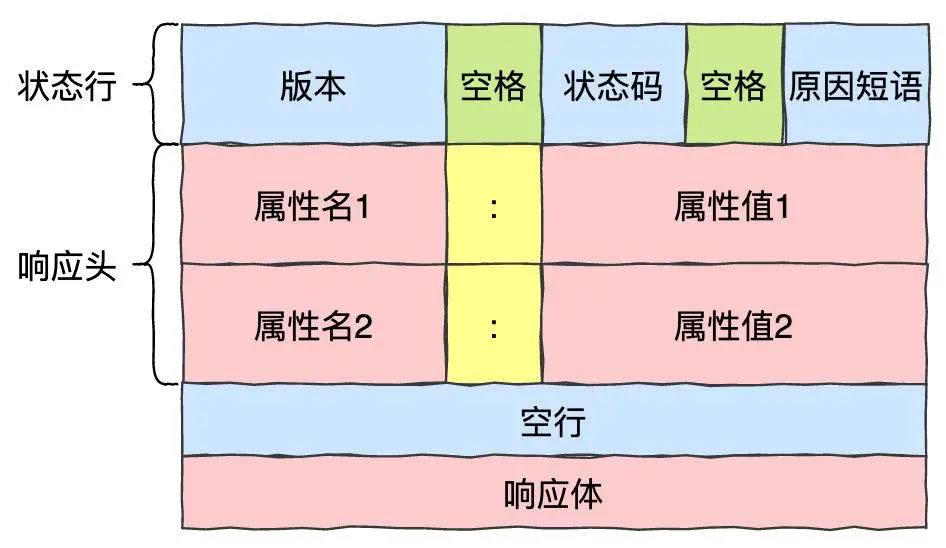 状态行 版本 空格 状态码 空格 原因短语
属性名1 : 属性值1
响应头
属性名2 : 属性值2
空行
响应体